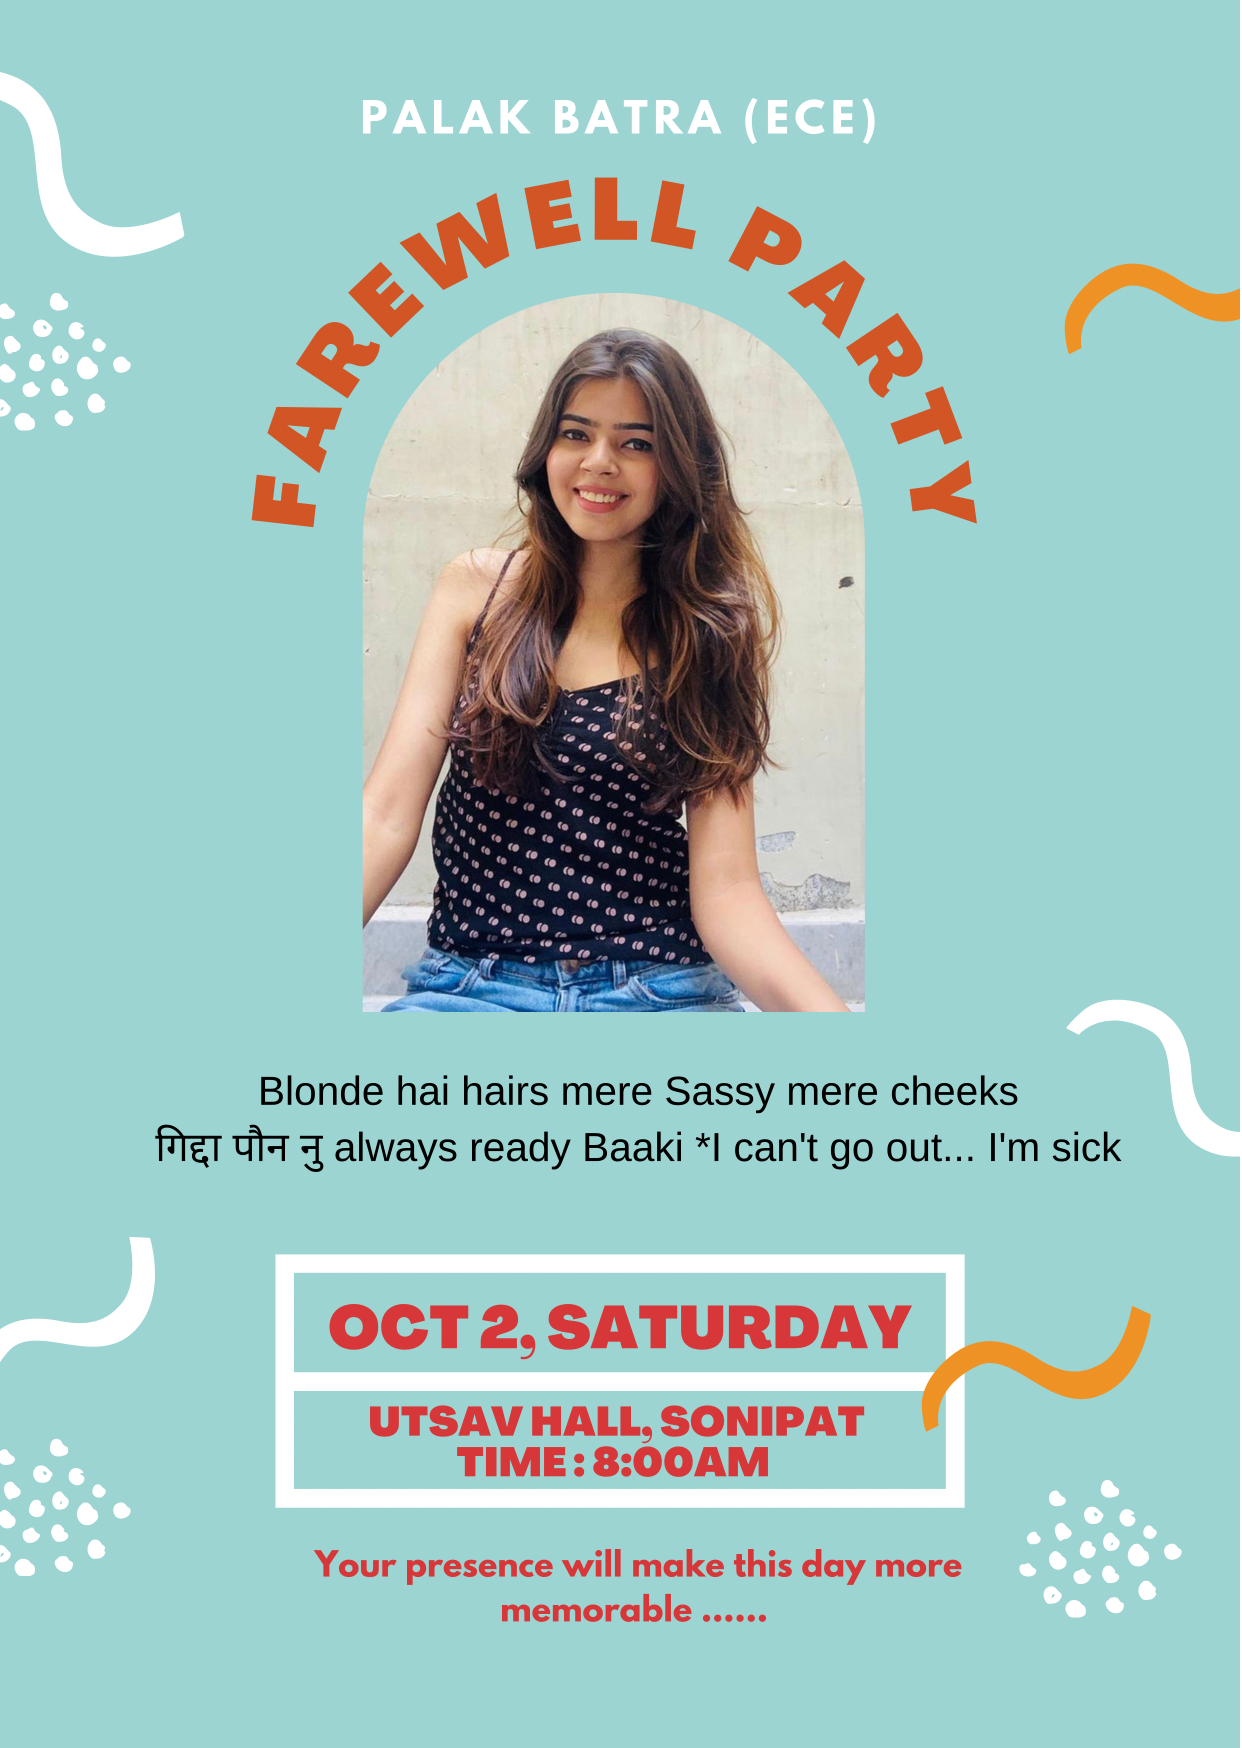 PALAK BATRA (ECE)
FAREWELL PARTY
Blonde hai hairs mere Sassy mere cheeks
गिद्दा पौन नु always ready Baaki *I can't go out... I'm sick
OCT 2, SATURDAY
UTSAV HALL, SONIPAT
TIME : 8:00AM
Your presence will make this day more
memorable ......